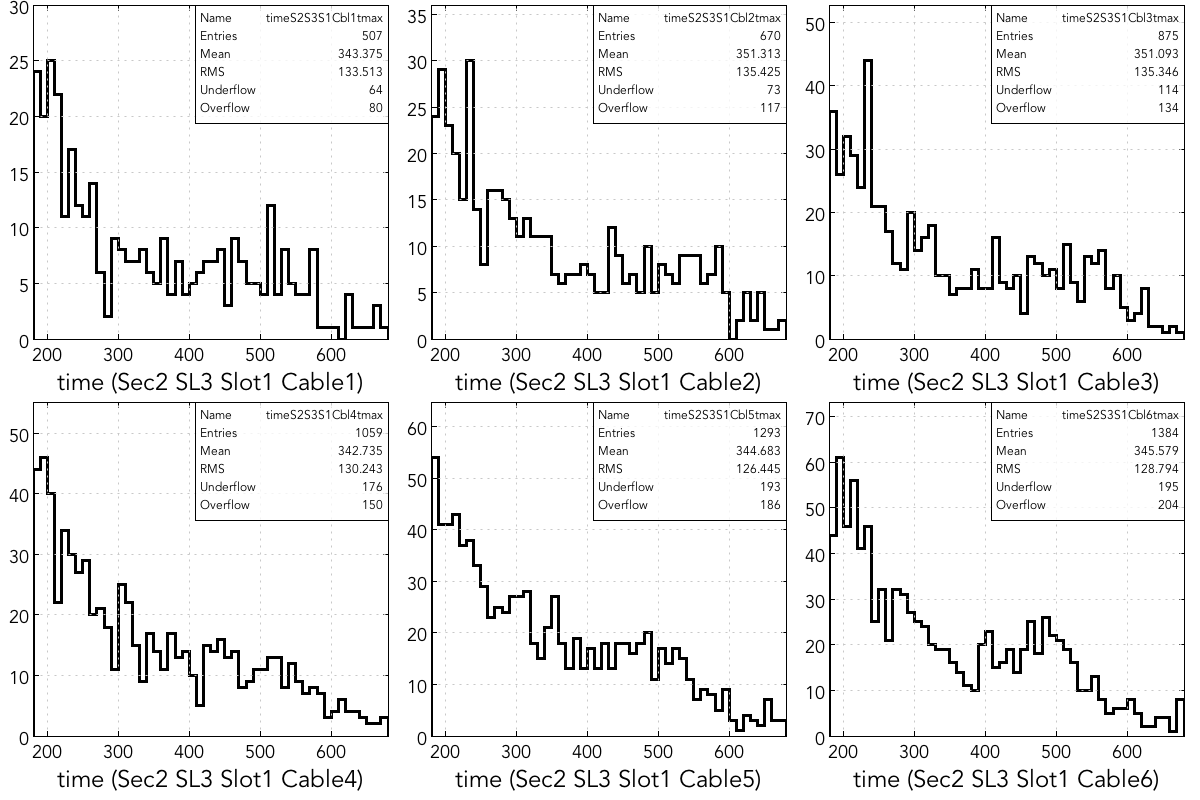 30
25
20
15
10
5
0
200 300 400 500 600
time (Sec2 SL3 Slot1 Cable1)
Name timeS2S3S1Cbl1tmax
Entries 507
Mean 343.375
RMS 133.513
Underflow 64
Overflow 80
35
30
25
20
15
10
5
0
200 300 400 500 600
time (Sec2 SL3 Slot1 Cable2)
Name timeS2S3S1Cbl2tmax
Entries 670
Mean 351.313
RMS 135.425
Underflow 73
Overflow 117
50
40
30
20
10
0
200 300 400 500 600
time (Sec2 SL3 Slot1 Cable3)
Name timeS2S3S1Cbl3tmax
Entries 875
Mean 351.093
RMS 135.346
Underflow 114
Overflow 134
50
40
30
20
10
0
200 300 400 500 600
time (Sec2 SL3 Slot1 Cable4)
Name timeS2S3S1Cbl4tmax
Entries 1059
Mean 342.735
RMS 130.243
Underflow 176
Overflow 150
60
50
40
30
20
10
0
200 300 400 500 600
time (Sec2 SL3 Slot1 Cable5)
Name timeS2S3S1Cbl5tmax
Entries 1293
Mean 344.683
RMS 126.445
Underflow 193
Overflow 186
70
60
50
40
30
20
10
0
200 300 400 500 600
time (Sec2 SL3 Slot1 Cable6)
Name timeS2S3S1Cbl6tmax
Entries 1384
Mean 345.579
RMS 128.794
Underflow 195
Overflow 204